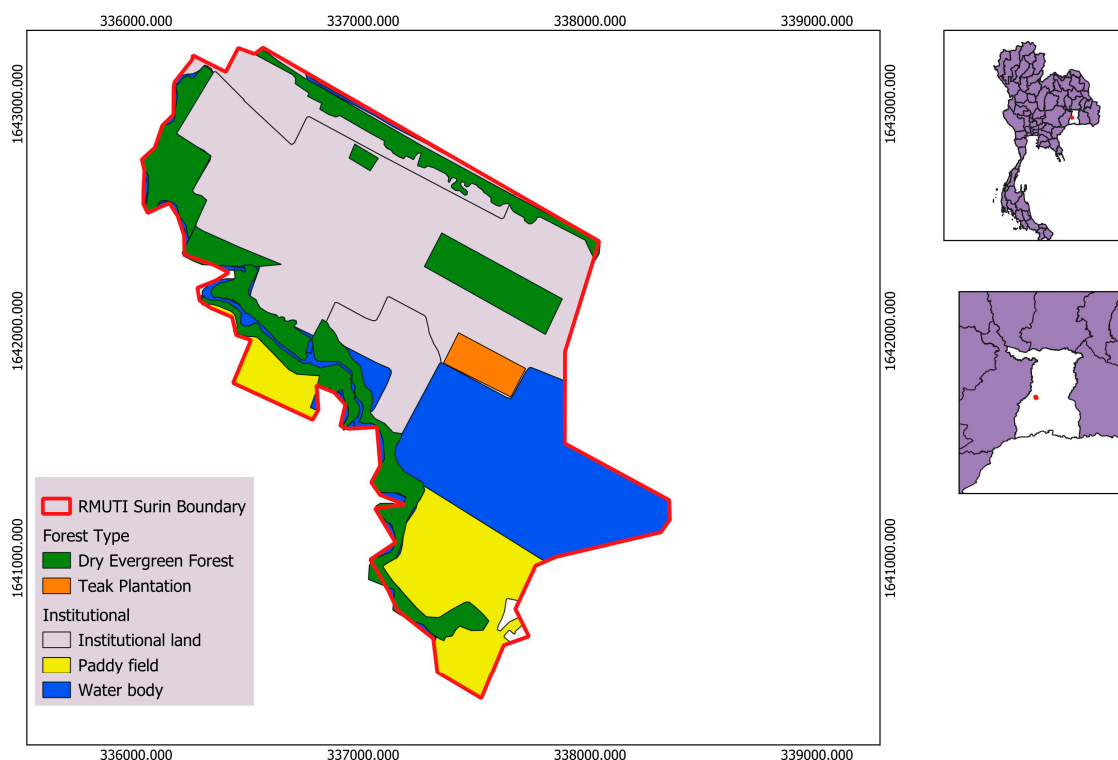 336000.000 337000.000 338000.000 339000.000
1643000.000
1643000.000
1642000.000
1642000.000
1641000.000
1641000.000
RMUTI Surin Boundary
Forest Type
Dry Evergreen Forest
Teak Plantation
Institutional
Institutional land
Paddy field
Water body
336000.000 337000.000 338000.000 339000.000